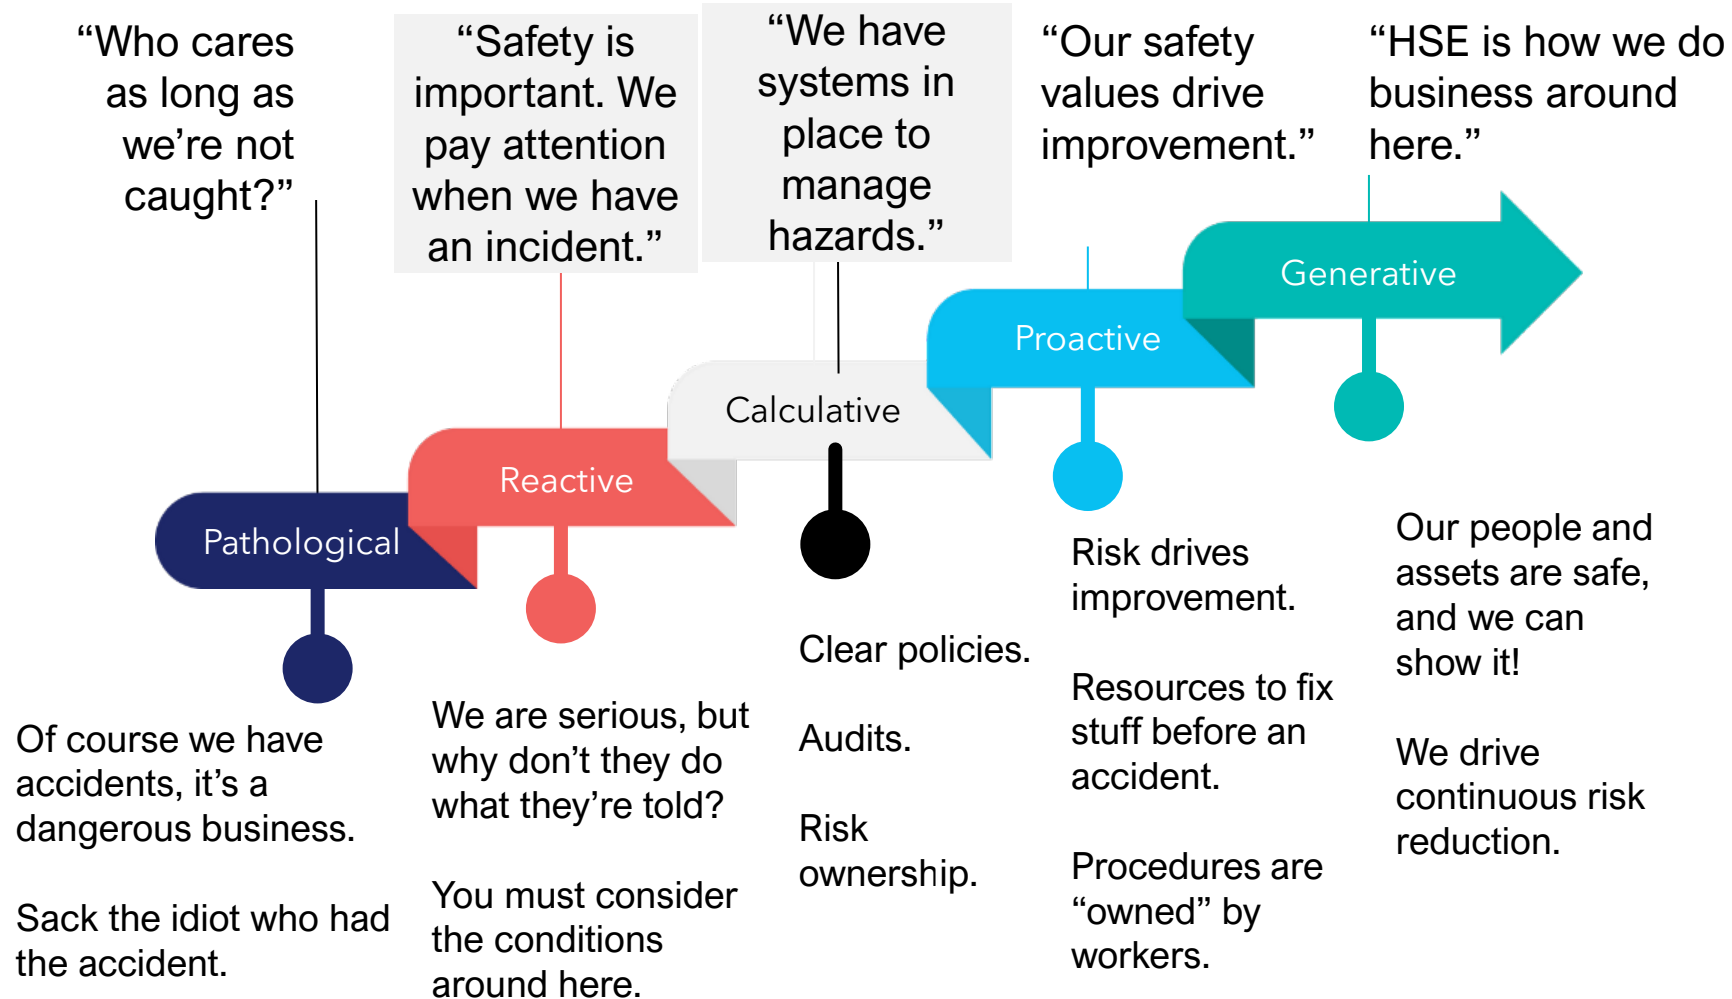 “Who cares
as long as
we’re not
caught?”
“Safety is
important. We
pay attention
when we have
an incident.”
“We have
systems in
place to
manage
hazards.”
“Our safety
values drive
improvement.”
“HSE is how we do
business around
here.”
Pathological
Reactive
Calculative
Proactive
Generative
Of course we have
accidents, it’s a
dangerous business.
Sack the idiot who had
the accident.
We are serious, but
why don’t they do
what they’re told?
You must consider
the conditions
around here.
Clear policies.
Audits.
Risk
ownership.
Risk drives
improvement.
Resources to fix
stuff before an
accident.
Procedures are
“owned” by
workers.
Our people and
assets are safe,
and we can
show it!
We drive
continuous risk
reduction.